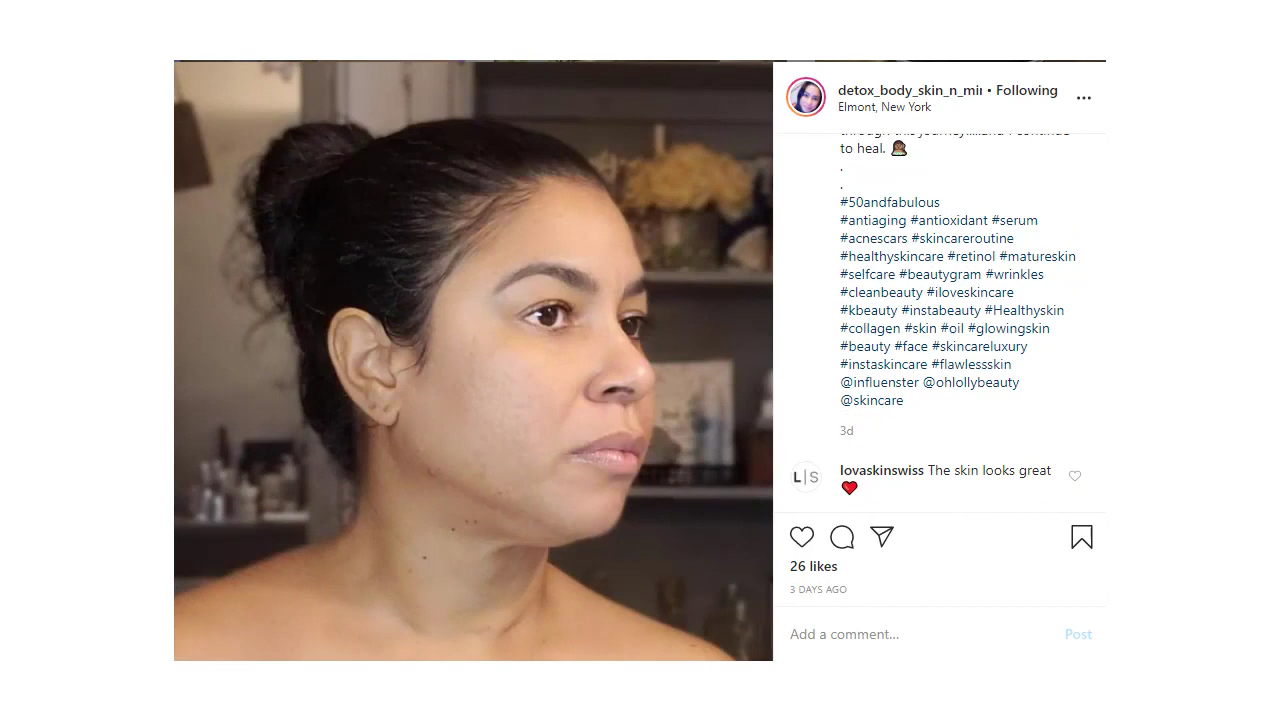 detox_body_skin_n_mii • Following
Elmont, New York
to heal.
.
.
#50andfabulous
#antiaging #antioxidant #serum
#acnescars #skincareroutine
#healthyskincare #retinol #matureskin
#selfcare #beautygram #wrinkles
#cleanbeauty #iloveskincare
#kbeauty #instabeauty #Healthyskin
#collagen #skin #oil #glowingskin
#beauty #face #skincareluxury
#instaskincare #flawlessskin
@influenster @ohlollybeauty
@skincare
3d
L|S
lovaskinswiss The skin looks great
26 likes
3 DAYS AGO
Add a comment...
Post